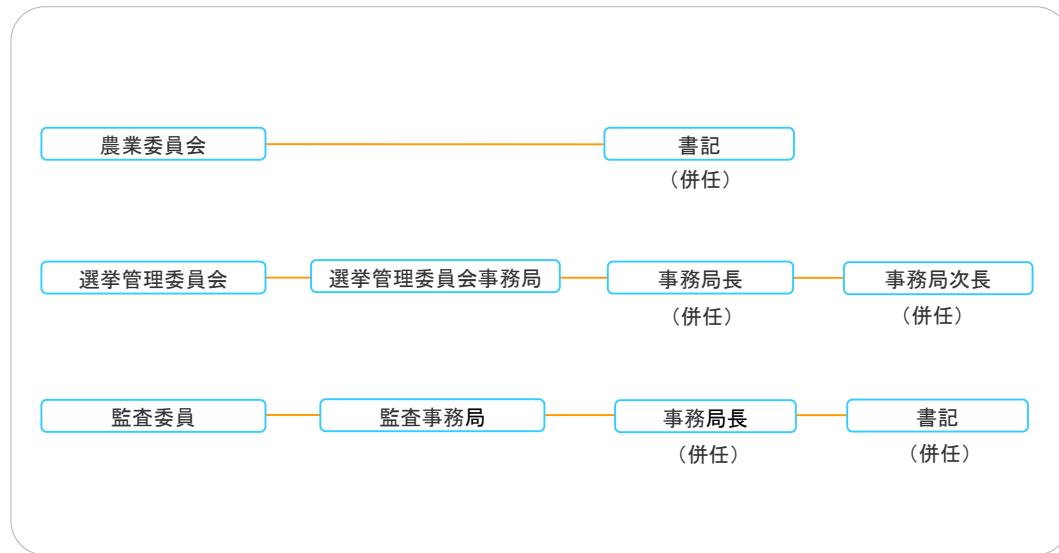 農業委員会 書記
（併任）
選挙管理委員会 選挙管理委員会事務局 事務局長 事務局次長
（併任） （併任）
監査委員 監査事務局 事務局長 書記
（併任） （併任）